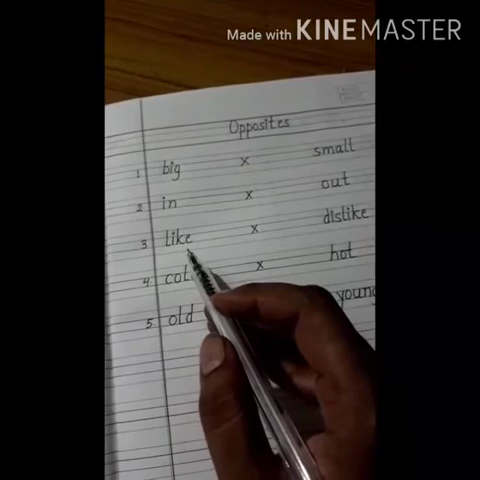 Made with KINEMASTER
Opposites
1 big x small
2 in x out
3 like x dislike
4. x hot
5. old young